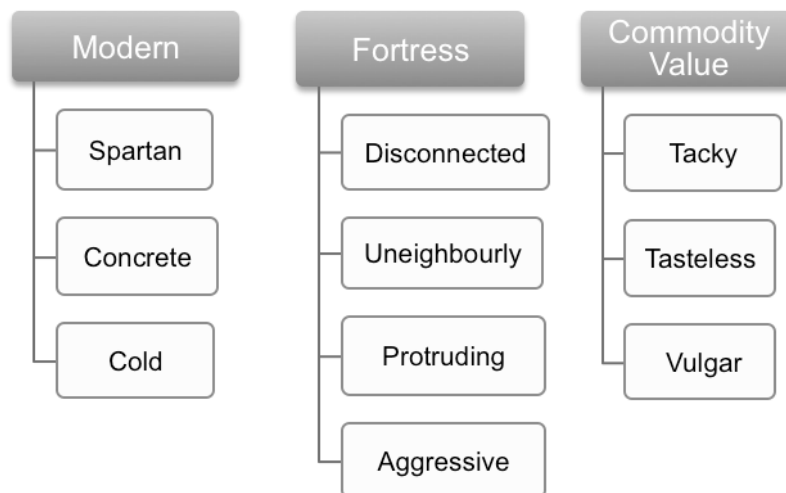 Modern
Spartan
Concrete
Cold
Fortress
Disconnected
Uneighbourly
Protruding
Aggressive
Commodity
Value
Tacky
Tasteless
Vulgar